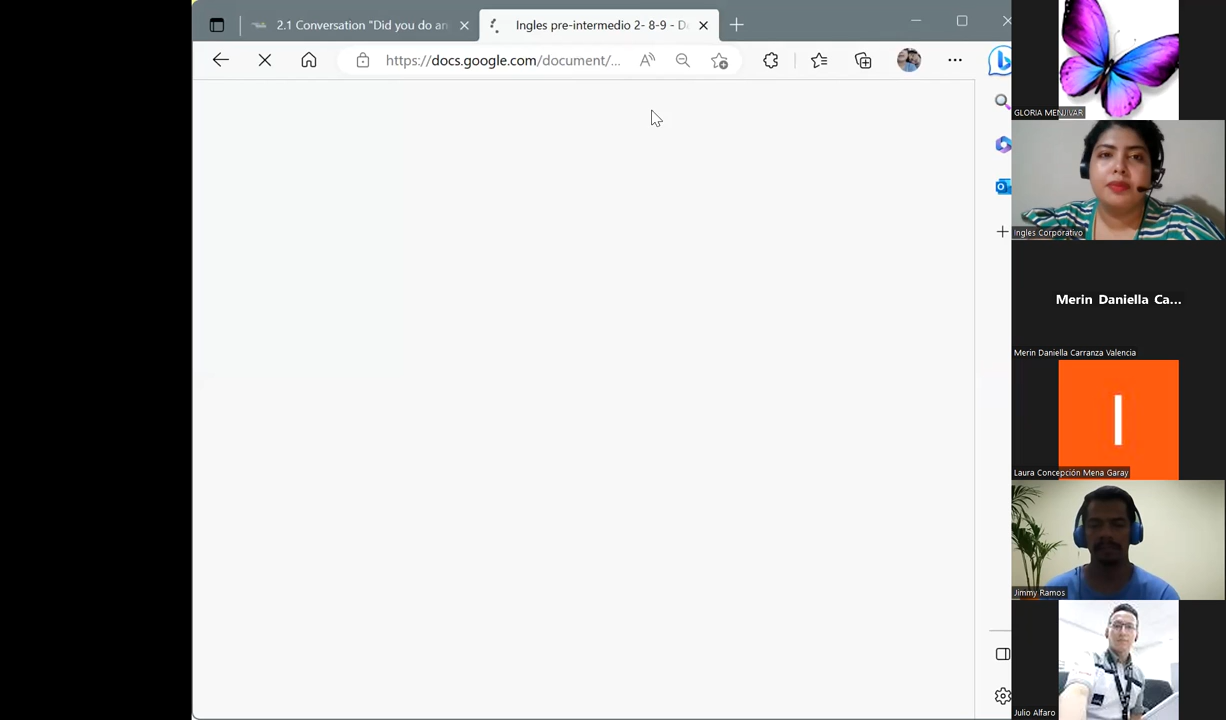 2.1 Conversation "Did you do an
Ingles pre-intermedio 2- 8-9 - D
https://docs.google.com/document/...
GLORIA MENJIVAR
Ingles Corporativo
Merin Daniella Ca...
Merin Daniella Carranza Valencia
I
Laura Concepción Mena Garay
Jimmy Ramos
Julio Alfaro